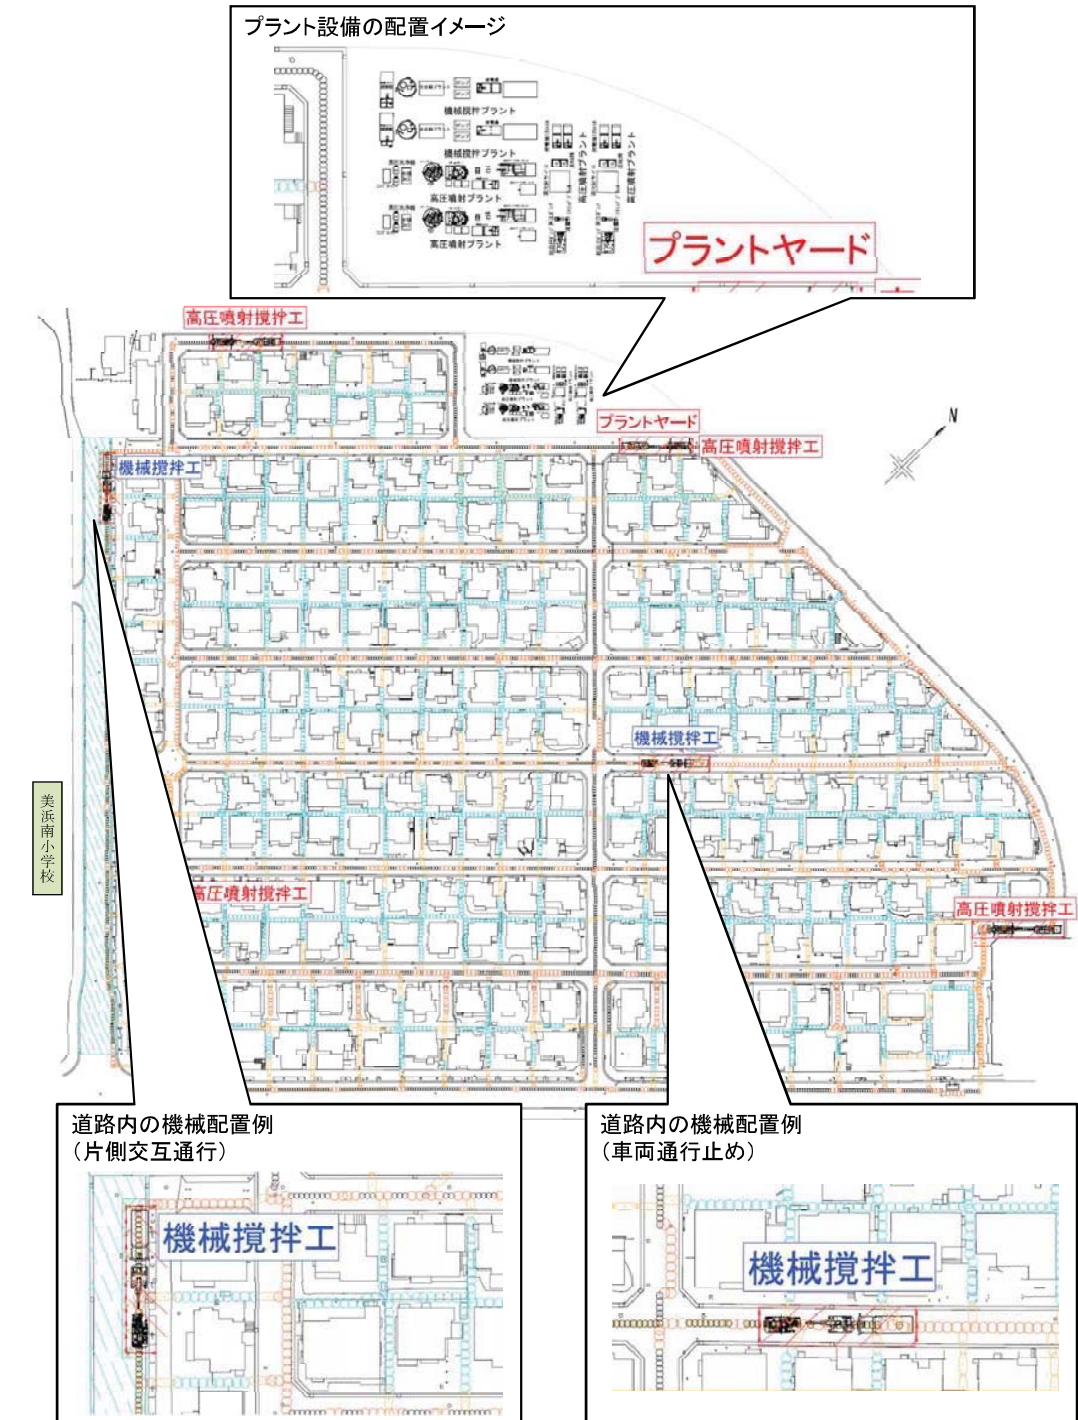 プラント設備の配置イメージ
機械撹拌プラント
機械撹拌プラント
高圧噴射プラント
高圧噴射プラント
高圧噴射プラント
高圧噴射プラント
プラントヤード
高圧噴射撹拌工
プラントヤード
高圧噴射撹拌工
N
機械撹拌工
機械撹拌工
美浜南小学校
高圧噴射撹拌工
高圧噴射撹拌工
道路内の機械配置例
(片側交互通行)
機械撹拌工
道路内の機械配置例
(車両通行止め)
機械撹拌工